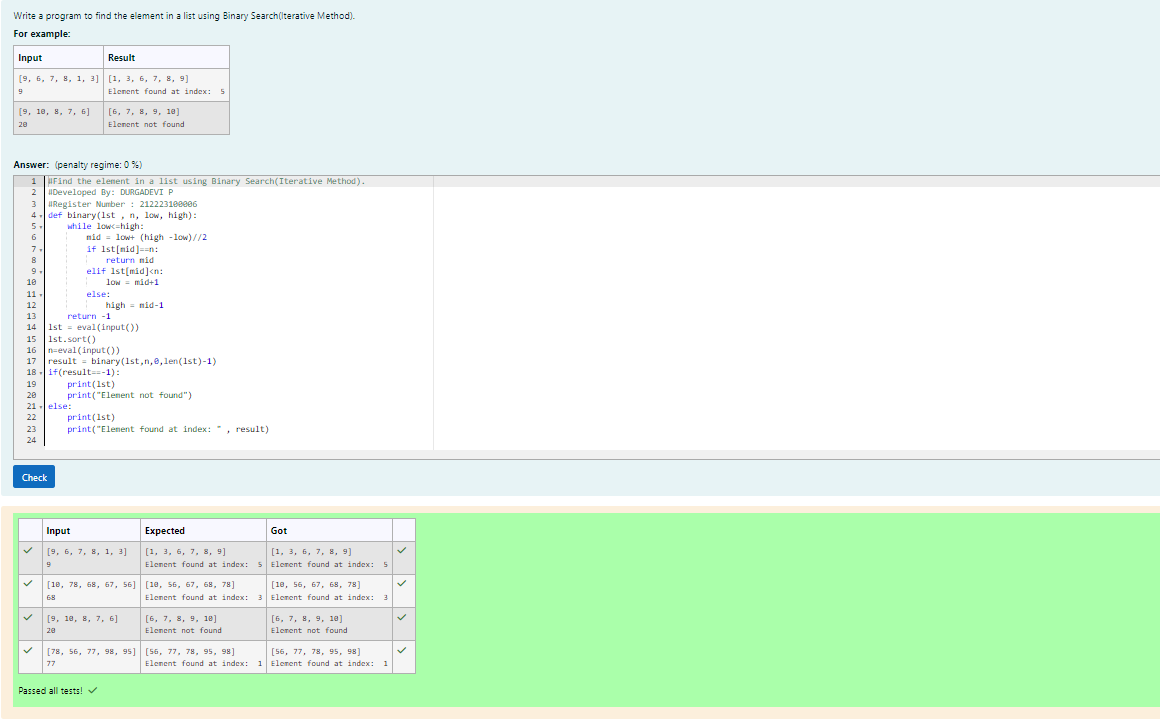 Write a program to find the element in a list using Binary Search(Iterative Method).
For example:
Input Result
[9, 6, 7, 8, 1, 3] [1, 3, 6, 7, 8, 9]
9 Element found at index:  5
[9, 10, 8, 7, 6] [6, 7, 8, 9, 10]
20 Element not found
Answer: (penalty regime: 0 %)
1 #Find the element in a list using Binary Search(Iterative Method).
2 #Developed By: DURGADEVI P
3 #Register Number : 212223100006
4 def binary(lst , n, low, high):
5     while low<=high:
6         mid = low+ (high -low)//2
7         if lst[mid]==n:
8             return mid
9         elif lst[mid]<n:
10             low = mid+1
11         else:
12             high = mid-1
13     return -1
14 lst = eval(input())
15 lst.sort()
16 n=eval(input())
17 result = binary(lst,n,0,len(lst)-1)
18 if(result==-1):
19     print(lst)
20     print("Element not found")
21 else:
22     print(lst)
23     print("Element found at index: " , result)
24
Check
Input Expected Got
[9, 6, 7, 8, 1, 3] [1, 3, 6, 7, 8, 9] [1, 3, 6, 7, 8, 9]
9 Element found at index:  5 Element found at index:  5
[10, 78, 68, 67, 56] [10, 56, 67, 68, 78] [10, 56, 67, 68, 78]
68 Element found at index:  3 Element found at index:  3
[9, 10, 8, 7, 6] [6, 7, 8, 9, 10] [6, 7, 8, 9, 10]
20 Element not found Element not found
[78, 56, 77, 98, 95] [56, 77, 78, 95, 98] [56, 77, 78, 95, 98]
77 Element found at index:  1 Element found at index:  1
Passed all tests!